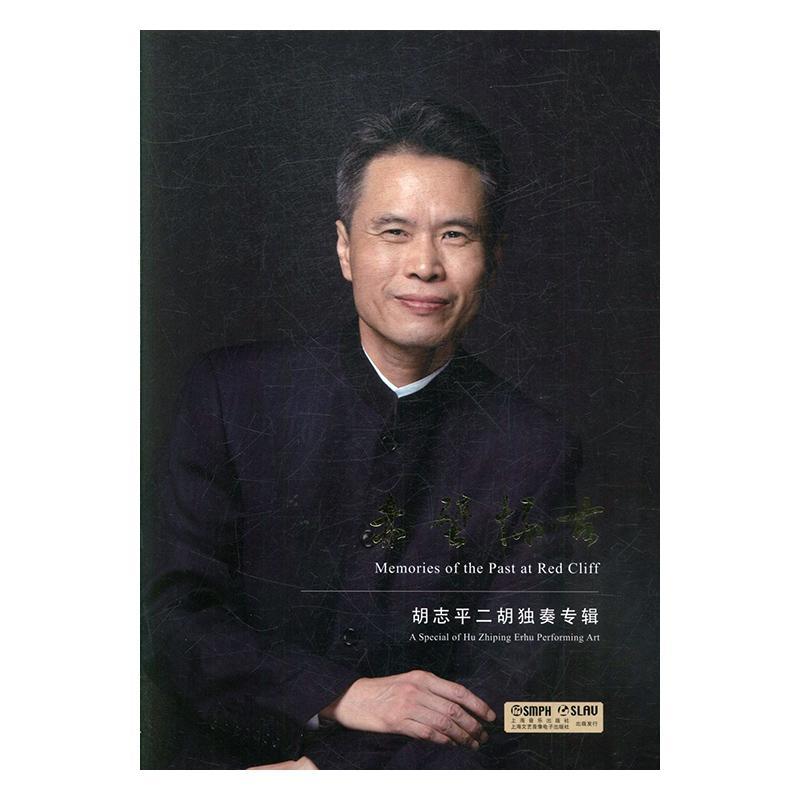 赤壁怀古
Memories of the Past at Red Cliff
胡志平二胡独奏专辑
A Special of Hu Zhiping Erhu Performing Art
SMPH SLAV
上海音乐出版社
上海文艺音像电子出版社
出版发行